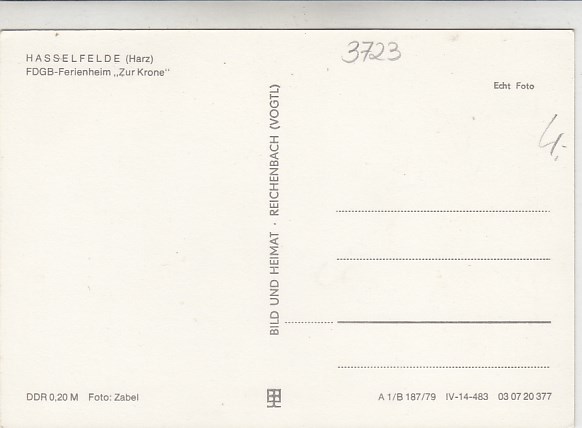 HASSELFELDE (Harz)
FDGB-Ferienheim „Zur Krone"
3723
Echt Foto
4,-
BILD UND HEIMAT · REICHENBACH (VOGTL)
DDR 0,20 M Foto: Zabel
A 1/B 187/79 IV-14-483 03 07 20 377